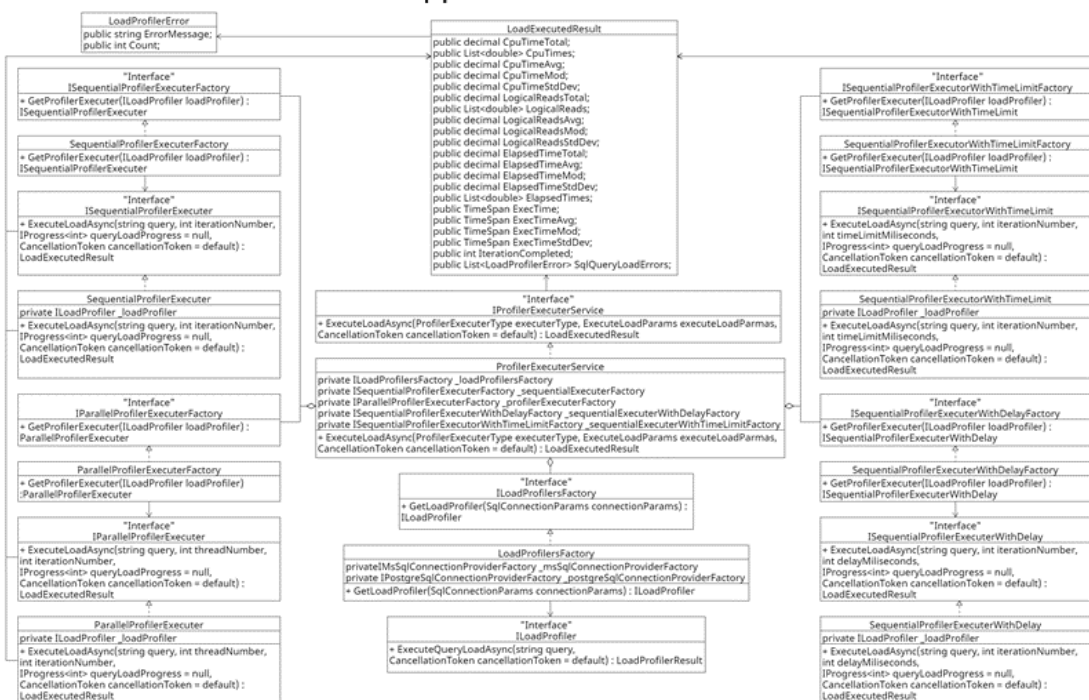 LoadProfilerError
public string ErrorMessage;
public int Count;
"Interface"
ISequentialProfilerExecuterFactory
+ GetProfilerExecuter(ILoadProfiler loadProfiler) :
ISequentialProfilerExecuter
SequentialProfilerExecuterFactory
+ GetProfilerExecuter(ILoadProfiler loadProfiler) :
ISequentialProfilerExecuter
"Interface"
ISequentialProfilerExecuter
+ ExecuteLoadAsync(string query, int iterationNumber,
IProgress<int> queryLoadProgress = null,
CancellationToken cancellationToken = default) :
LoadExecutedResult
SequentialProfilerExecuter
private ILoadProfiler _loadProfiler
+ ExecuteLoadAsync(string query, int iterationNumber,
IProgress<int> queryLoadProgress = null,
CancellationToken cancellationToken = default) :
LoadExecutedResult
"Interface"
IParallelProfilerExecuterFactory
+ GetProfilerExecuter(ILoadProfiler loadProfiler) :
ParallelProfilerExecuter
ParallelProfilerExecuterFactory
+ GetProfilerExecuter(ILoadProfiler loadProfiler)
:ParallelProfilerExecuter
"Interface"
IParallelProfilerExecuter
+ ExecuteLoadAsync(string query, int threadNumber,
int iterationNumber,
IProgress<int> queryLoadProgress = null,
CancellationToken cancellationToken = default) :
LoadExecutedResult
ParallelProfilerExecuter
private ILoadProfiler _loadProfiler
+ ExecuteLoadAsync(string query, int threadNumber,
int iterationNumber,
IProgress<int> queryLoadProgress = null,
CancellationToken cancellationToken = default) :
LoadExecutedResult
LoadExecutedResult
public decimal CpuTimeTotal;
public List<double> CpuTimes;
public decimal CpuTimeAvg;
public decimal CpuTimeMod;
public decimal CpuTimeStdDev;
public decimal LogicalReadsTotal;
public List<double> LogicalReads;
public decimal LogicalReadsAvg;
public decimal LogicalReadsMod;
public decimal LogicalReadsStdDev;
public decimal ElapsedTimeTotal;
public decimal ElapsedTimeAvg;
public decimal ElapsedTimeMod;
public decimal ElapsedTimeStdDev;
public List<double> ElapsedTimes;
public TimeSpan ExecTime;
public TimeSpan ExecTimeAvg;
public TimeSpan ExecTimeMod;
public TimeSpan ExecTimeStdDev;
public int IterationCompleted;
public List<LoadProfilerError> SqlQueryLoadErrors;
"Interface"
IProfilerExecuterService
+ ExecuteLoadAsync(ProfilerExecuterType executerType, ExecuteLoadParams executeLoadParmas,
CancellationToken cancellationToken = default) : LoadExecutedResult
ProfilerExecuterService
private ILoadProfilersFactory _loadProfilersFactory
private ISequentialProfilerExecuterFactory _sequentialExecuterFactory
private IParallelProfilerExecuterFactory _profilerExecuterFactory
private ISequentialProfilerExecuterWithDelayFactory _sequentialExecuterWithDelayFactory
private ISequentialProfilerExecutorWithTimeLimitFactory _sequentialExecuterWithTimeLimitFactory
+ ExecuteLoadAsync(ProfilerExecuterType executerType, ExecuteLoadParams executeLoadParmas,
CancellationToken cancellationToken = default) : LoadExecutedResult
"Interface"
ILoadProfilersFactory
+ GetLoadProfiler(SqlConnectionParams connectionParams) :
ILoadProfiler
LoadProfilersFactory
privateIMsSqlConnectionProviderFactory _msSqlConnectionProviderFactory
private IPostgreSqlConnectionProviderFactory _postgreSqlConnectionProviderFactory
+ GetLoadProfiler(SqlConnectionParams connectionParams) : ILoadProfiler
"Interface"
ILoadProfiler
+ ExecuteQueryLoadAsync(string query,
CancellationToken cancellationToken = default) : LoadProfilerResult
"Interface"
ISequentialProfilerExecutorWithTimeLimitFactory
+ GetProfilerExecuter(ILoadProfiler loadProfiler) :
ISequentialProfilerExecutorWithTimeLimit
SequentialProfilerExecutorWithTimeLimitFactory
+ GetProfilerExecuter(ILoadProfiler loadProfiler) :
ISequentialProfilerExecutorWithTimeLimit
"Interface"
ISequentialProfilerExecutorWithTimeLimit
+ ExecuteLoadAsync(string query, int iterationNumber,
int timeLimitMiliseconds,
IProgress<int> queryLoadProgress = null,
CancellationToken cancellationToken = default) :
LoadExecutedResult
SequentialProfilerExecutorWithTimeLimit
private ILoadProfiler _loadProfiler
+ ExecuteLoadAsync(string query, int iterationNumber,
int timeLimitMiliseconds,
IProgress<int> queryLoadProgress = null,
CancellationToken cancellationToken = default) :
LoadExecutedResult
"Interface"
ISequentialProfilerExecuterWithDelayFactory
+ GetProfilerExecuter(ILoadProfiler loadProfiler) :
ISequentialProfilerExecuterWithDelay
SequentialProfilerExecuterWithDelayFactory
+ GetProfilerExecuter(ILoadProfiler loadProfiler) :
ISequentialProfilerExecuterWithDelay
"Interface"
ISequentialProfilerExecuterWithDelay
+ ExecuteLoadAsync(string query, int iterationNumber,
int delayMiliseconds,
IProgress<int> queryLoadProgress = null,
CancellationToken cancellationToken = default) :
LoadExecutedResult
SequentialProfilerExecuterWithDelay
private ILoadProfiler _loadProfiler
+ ExecuteLoadAsync(string query, int iterationNumber,
int delayMiliseconds,
IProgress<int> queryLoadProgress = null,
CancellationToken cancellationToken = default) :
LoadExecutedResult